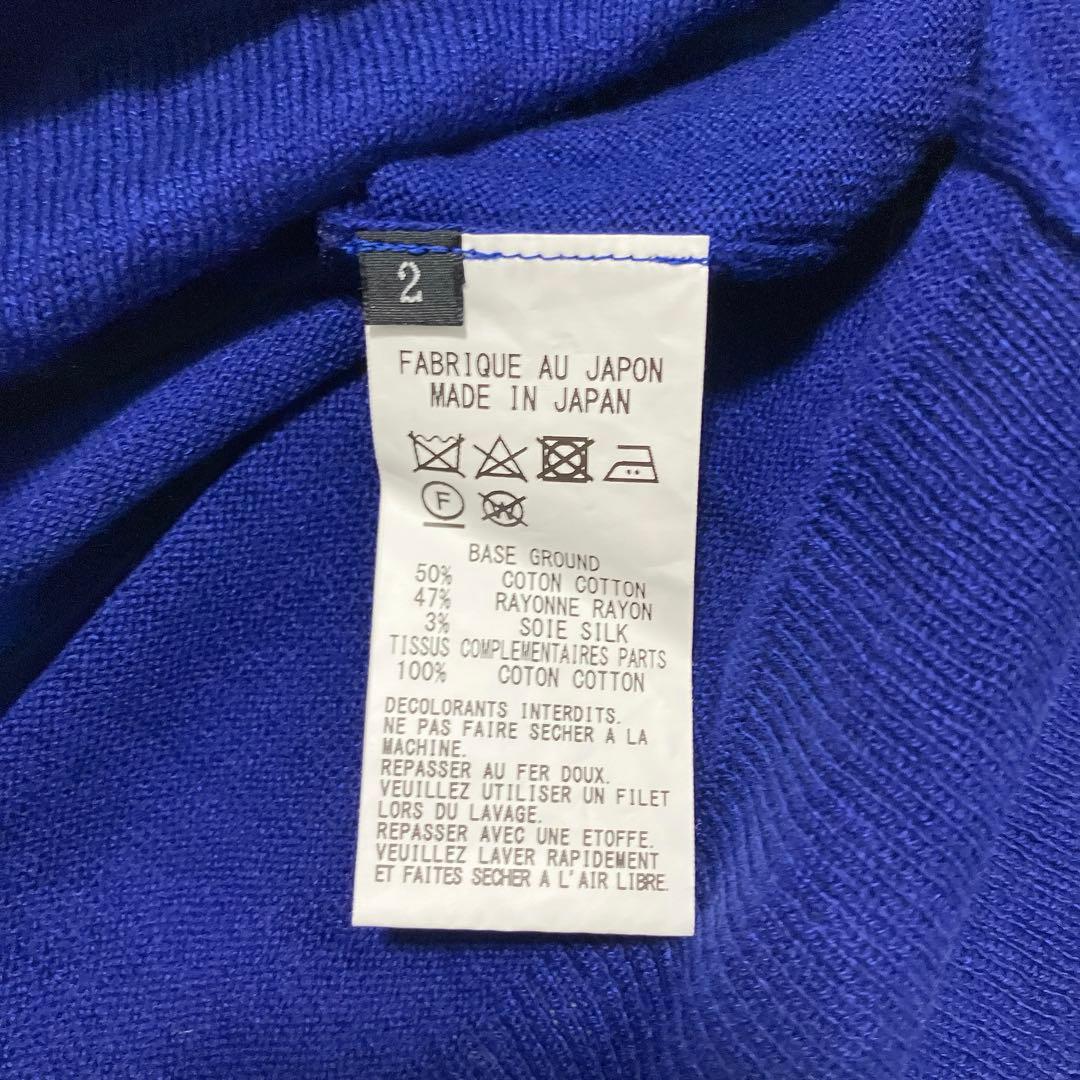 2
FABRIQUE AU JAPON
MADE IN JAPAN
F
W
BASE GROUND
50% COTON COTTON
47% RAYONNE RAYON
3% SOIE SILK
TISSUS COMPLEMENTAIRES PARTS
100% COTON COTTON
DECOLORANTS INTERDITS.
NE PAS FAIRE SECHER A LA
MACHINE.
REPASSER AU FER DOUX.
VEUILLEZ UTILISER UN FILET
LORS DU LAVAGE.
REPASSER AVEC UNE ETOFFE.
VEUILLEZ LAVER RAPIDEMENT
ET FAITES SECHER A L'AIR LIBRE.